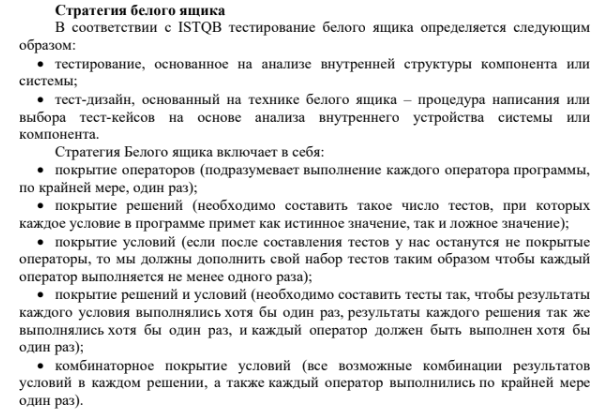 Стратегия белого ящика
В соответствии с ISTQB тестирование белого ящика определяется следующим
образом:
• тестирование, основанное на анализе внутренней структуры компонента или
системы;
• тест-дизайн, основанный на технике белого ящика – процедура написания или
выбора тест-кейсов на основе анализа внутреннего устройства системы или
компонента.
Стратегия Белого ящика включает в себя:
• покрытие операторов (подразумевает выполнение каждого оператора программы,
по крайней мере, один раз);
• покрытие решений (необходимо составить такое число тестов, при которых
каждое условие в программе примет как истинное значение, так и ложное значение);
• покрытие условий (если после составления тестов у нас останутся не покрытые
операторы, то мы должны дополнить свой набор тестов таким образом чтобы каждый
оператор выполняется не менее одного раза);
• покрытие решений и условий (необходимо составить тесты так, чтобы результаты
каждого условия выполнялись хотя бы один раз, результаты каждого решения так же
выполнялись хотя бы один раз, и каждый оператор должен быть выполнен хотя бы
один раз);
• комбинаторное покрытие условий (все возможные комбинации результатов
условий в каждом решении, а также каждый оператор выполнились по крайней мере
один раз).